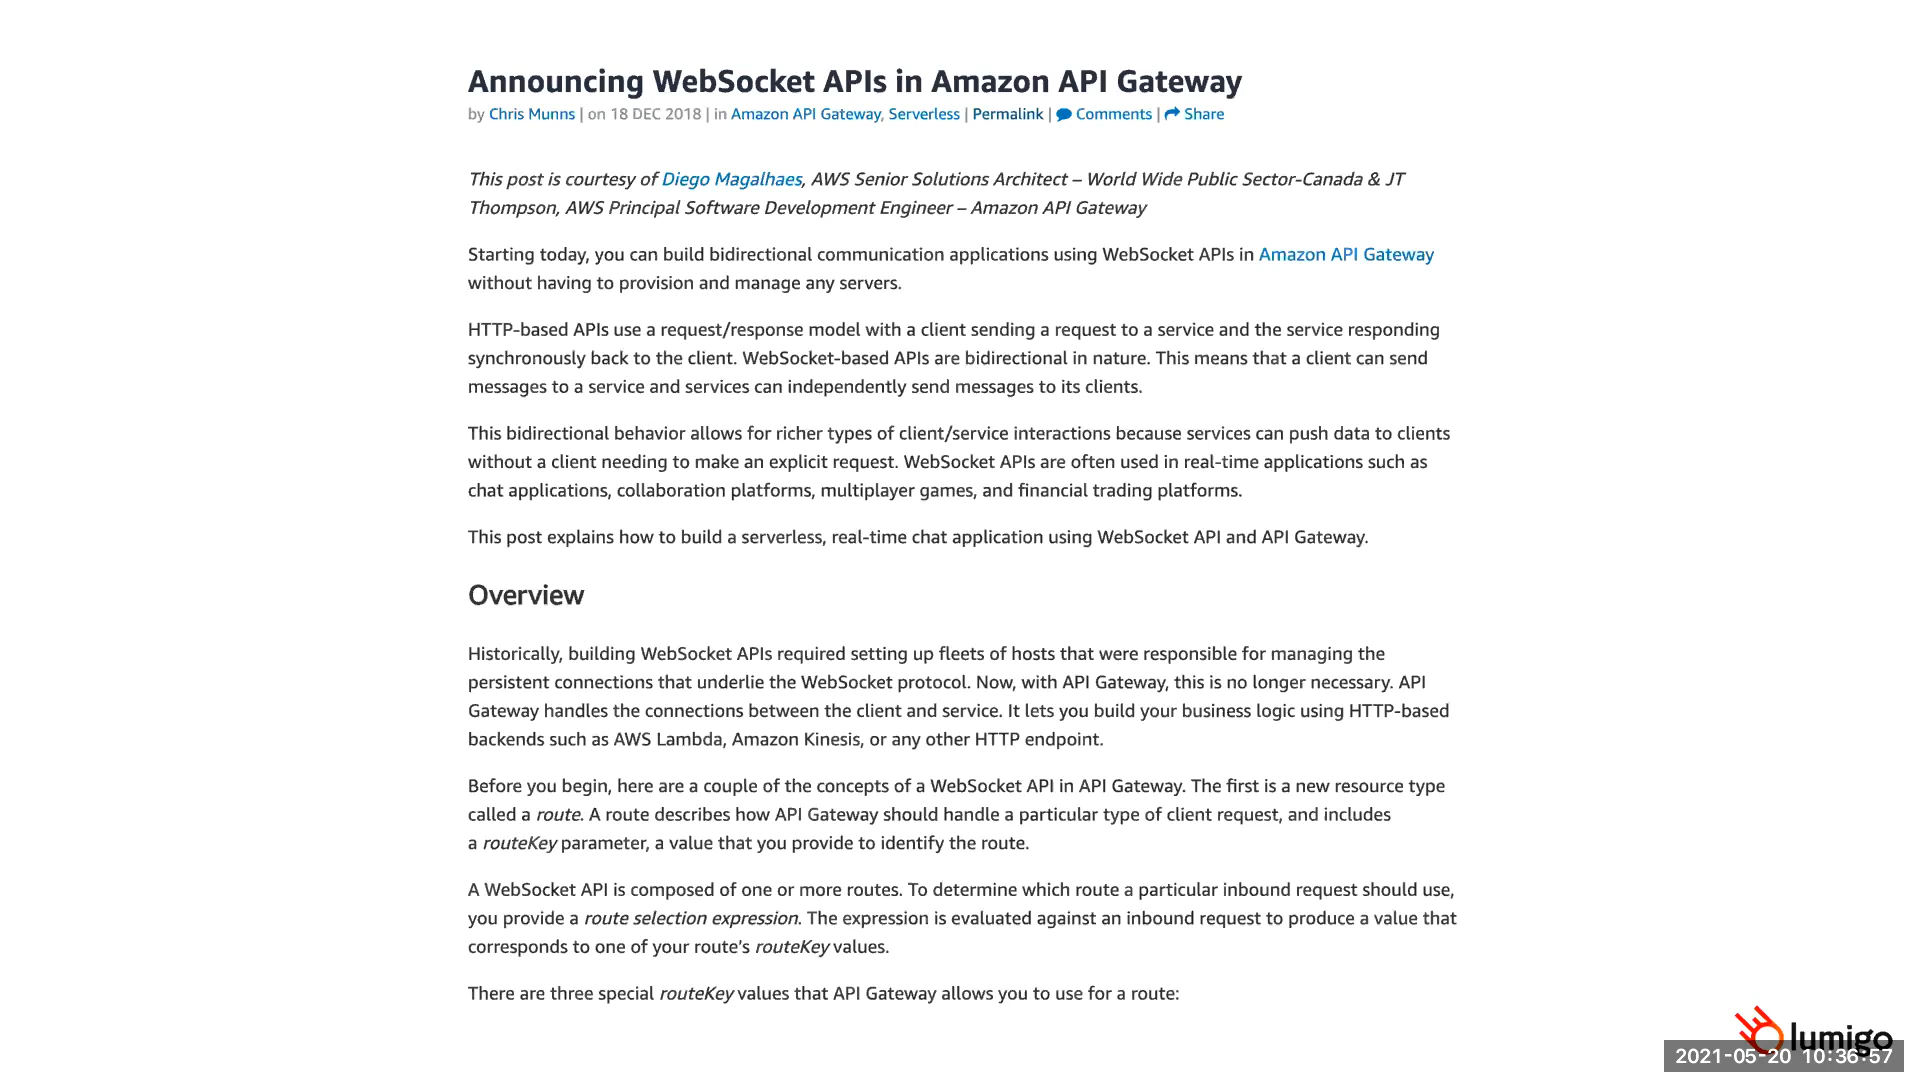 Announcing WebSocket APIs in Amazon API Gateway
by Chris Munns | on 18 DEC 2018 | in Amazon API Gateway, Serverless | Permalink | Comments | Share
This post is courtesy of Diego Magalhaes, AWS Senior Solutions Architect – World Wide Public Sector-Canada & JT
Thompson, AWS Principal Software Development Engineer – Amazon API Gateway
Starting today, you can build bidirectional communication applications using WebSocket APIs in Amazon API Gateway
without having to provision and manage any servers.
HTTP-based APIs use a request/response model with a client sending a request to a service and the service responding
synchronously back to the client. WebSocket-based APIs are bidirectional in nature. This means that a client can send
messages to a service and services can independently send messages to its clients.
This bidirectional behavior allows for richer types of client/service interactions because services can push data to clients
without a client needing to make an explicit request. WebSocket APIs are often used in real-time applications such as
chat applications, collaboration platforms, multiplayer games, and financial trading platforms.
This post explains how to build a serverless, real-time chat application using WebSocket API and API Gateway.
Overview
Historically, building WebSocket APIs required setting up fleets of hosts that were responsible for managing the
persistent connections that underlie the WebSocket protocol. Now, with API Gateway, this is no longer necessary. API
Gateway handles the connections between the client and service. It lets you build your business logic using HTTP-based
backends such as AWS Lambda, Amazon Kinesis, or any other HTTP endpoint.
Before you begin, here are a couple of the concepts of a WebSocket API in API Gateway. The first is a new resource type
called a route. A route describes how API Gateway should handle a particular type of client request, and includes
a routeKey parameter, a value that you provide to identify the route.
A WebSocket API is composed of one or more routes. To determine which route a particular inbound request should use,
you provide a route selection expression. The expression is evaluated against an inbound request to produce a value that
corresponds to one of your route’s routeKey values.
There are three special routeKey values that API Gateway allows you to use for a route:
lumigo
2021-05-20 10:36:57